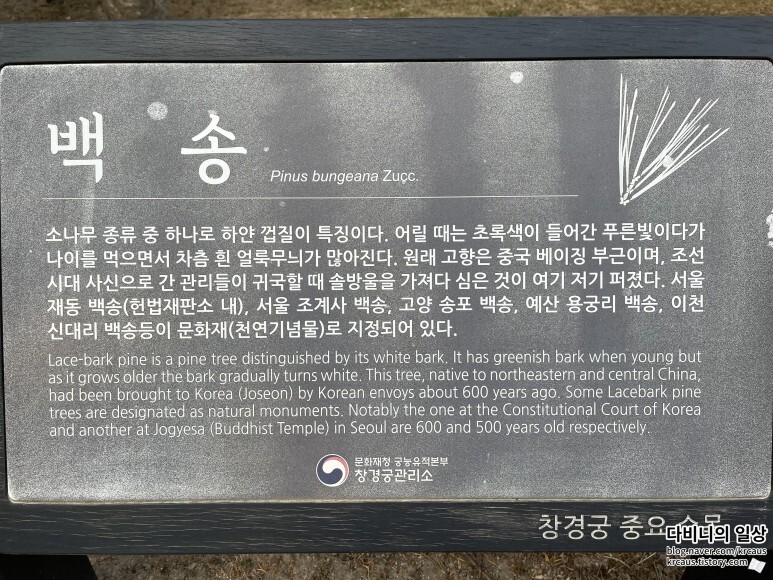 백 송 Pinus bungeana Zucc.
소나무 종류 중 하나로 하얀 껍질이 특징이다. 어릴 때는 초록색이 들어간 푸른빛이다가
나이를 먹으면서 차츰 흰 얼룩무늬가 많아진다. 원래 고향은 중국 베이징 부근이며, 조선
시대 사신으로 간 관리들이 귀국할 때 솔방울을 가져다 심은 것이 여기 저기 퍼졌다. 서울
재동 백송(헌법재판소 내), 서울 조계사 백송, 고양 송포 백송, 예산 용궁리 백송, 이천
신대리 백송등이 문화재(천연기념물)로 지정되어 있다.
Lace-bark pine is a pine tree distinguished by its white bark. It has greenish bark when young but
as it grows older the bark gradually turns white. This tree, native to northeastern and central China,
had been brought to Korea (Joseon) by Korean envoys about 600 years ago. Some Lacebark pine
trees are designated as natural monuments. Notably the one at the Constitutional Court of Korea
and another at Jogyesa (Buddhist Temple) in Seoul are 600 and 500 years old respectively.
문화재청 궁능유적본부
창경궁관리소
창경궁 중요
다비니의 일상
blog.naver.com/krcaus
krcaus.tistory.com